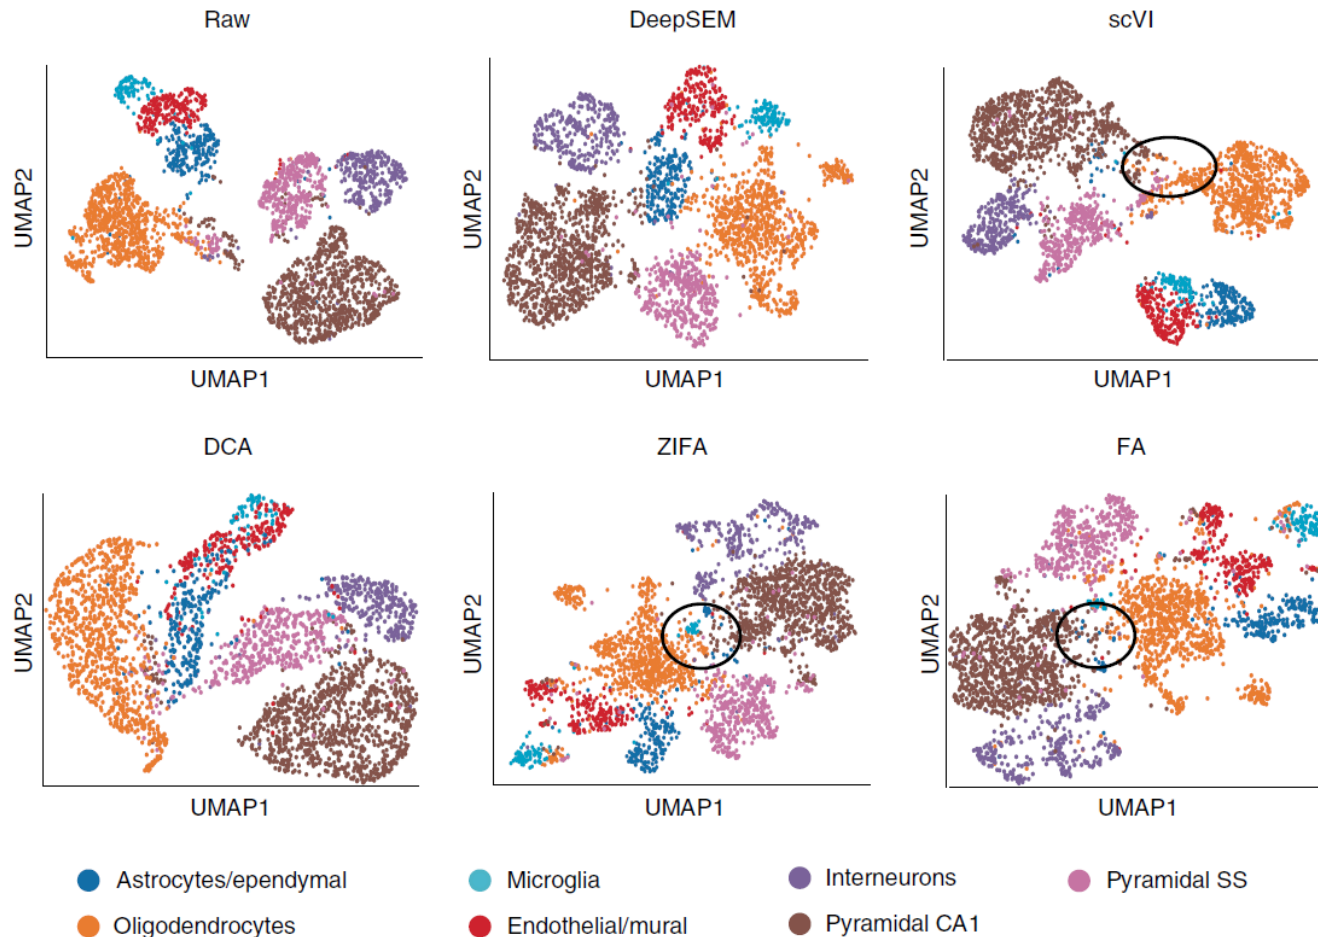 Raw
DeepSEM
scVI
UMAP2
UMAP1
UMAP2
UMAP1
UMAP2
UMAP1
DCA
ZIFA
FA
UMAP2
UMAP1
UMAP2
UMAP1
UMAP2
UMAP1
Astrocytes/ependymal
Microglia
Interneurons
Pyramidal SS
Oligodendrocytes
Endothelial/mural
Pyramidal CA1